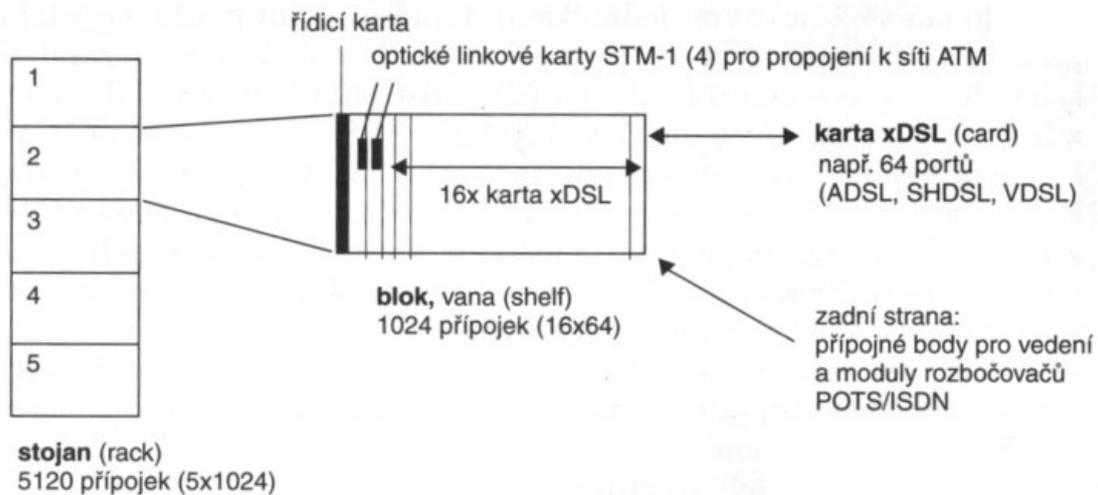 řídicí karta
optické linkové karty STM-1 (4) pro propojení k síti ATM
1
2
3
4
5
16x karta xDSL
karta xDSL (card)
např. 64 portů
(ADSL, SHDSL, VDSL)
blok, vana (shelf)
1024 přípojek (16x64)
zadní strana:
přípojné body pro vedení
a moduly rozbočovačů
POTS/ISDN
stojan (rack)
5120 přípojek (5x1024)